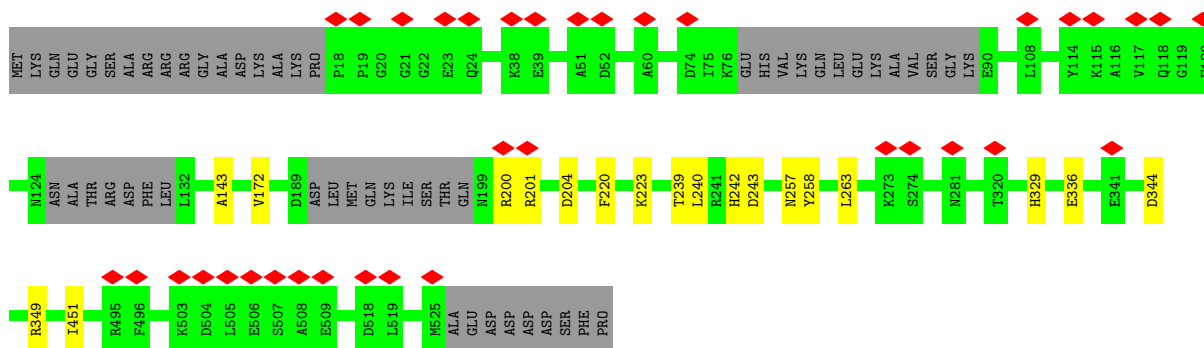 MET LYS GLN GLU GLY SER ALA ARG ARG ARG GLY ALA ASP LYS ALA LYS PRO P18 P19 G20 G21 G22 E23 Q24 K38 E39 A51 D52 A60 D74 I75 K76 GLU HIS VAL LYS GLN LEU GLU LYS ALA VAL SER GLY LYS E90 L108 Y114 K115 A116 V117 Q118 G119
N124 ASN ALA THR ARG ASP PHE LEU L132 A143 V172 D189 ASP LEU MET GLN LYS ILE SER THR GLN N199 R200 R201 D204 F220 K223 T239 L240 R241 H242 D243 N257 Y258 L263 K273 S274 N281 T320 H329 E336 E341 D344
R349 I451 R495 F496 K503 D504 L505 E506 S507 A508 E509 D518 L519 M525 ALA GLU ASP ASP ASP ASP SER PHE PRO